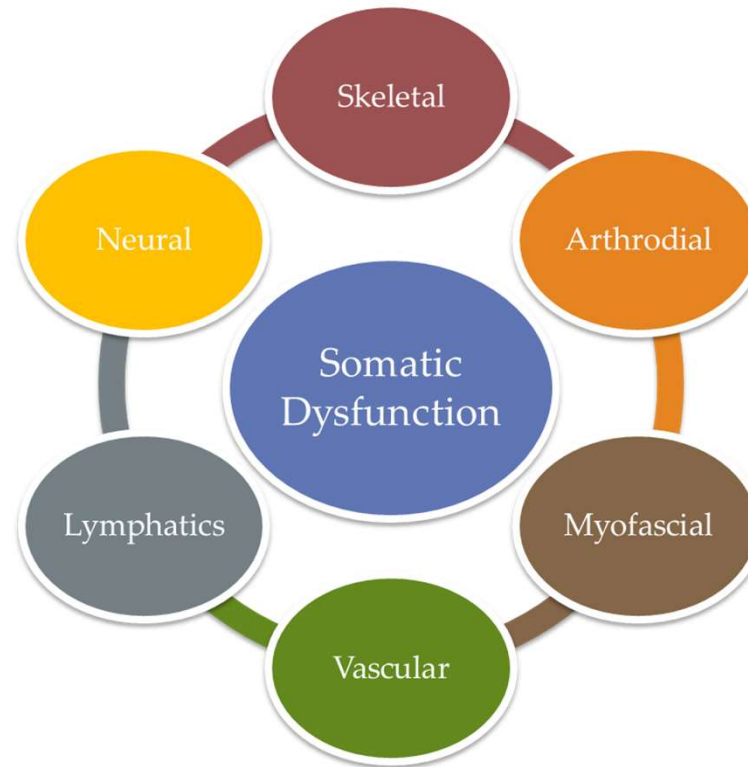 Skeletal
Neural
Arthrodial
Somatic
Dysfunction
Lymphatics
Myofascial
Vascular